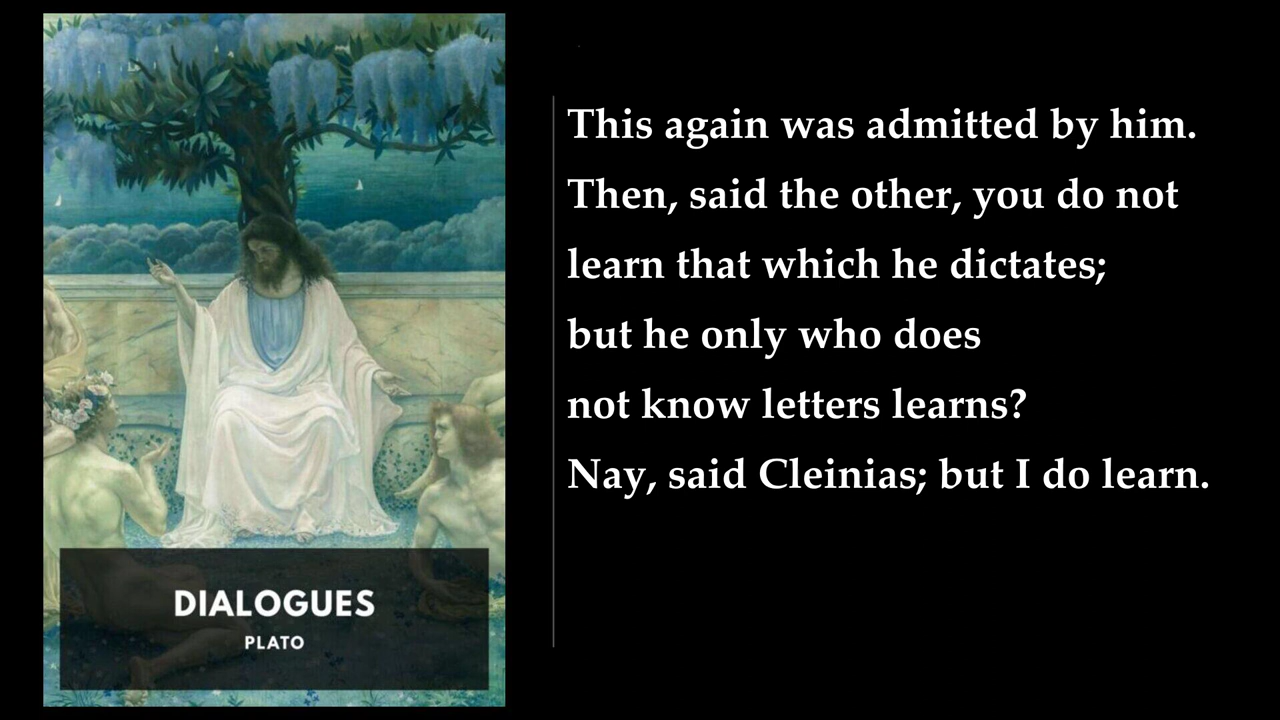 This again was admitted by him.
Then, said the other, you do not
learn that which he dictates;
but he only who does
not know letters learns?
Nay, said Cleinias; but I do learn.
DIALOGUES
PLATO